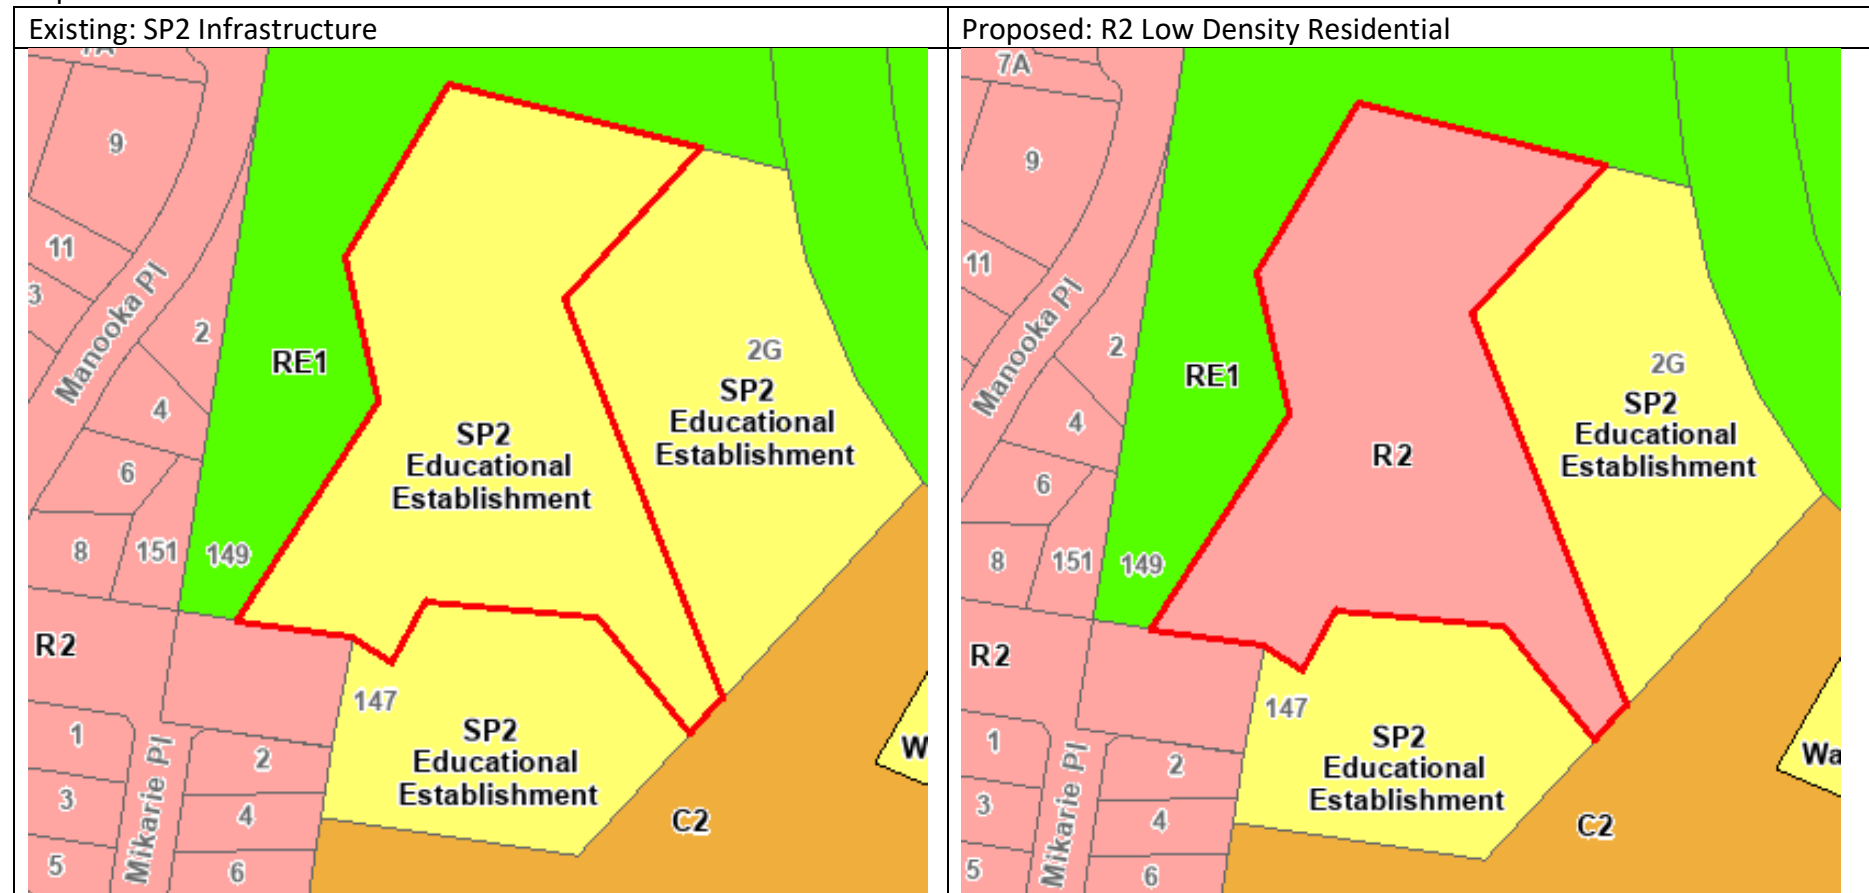 Existing: SP2 Infrastructure
Proposed: R2 Low Density Residential
7A
9
11
3
Manooka Pl
2
4
6
8
151
149
RE1
SP2
Educational
Establishment
2G
SP2
Educational
Establishment
R2
1
3
5
Mikarie Pl
2
4
6
147
SP2
Educational
Establishment
C2
W
7A
9
11
Manooka Pl
2
4
6
8
151
149
RE1
R2
2G
SP2
Educational
Establishment
R2
1
3
5
Mikarie Pl
2
4
6
147
SP2
Educational
Establishment
C2
Wa